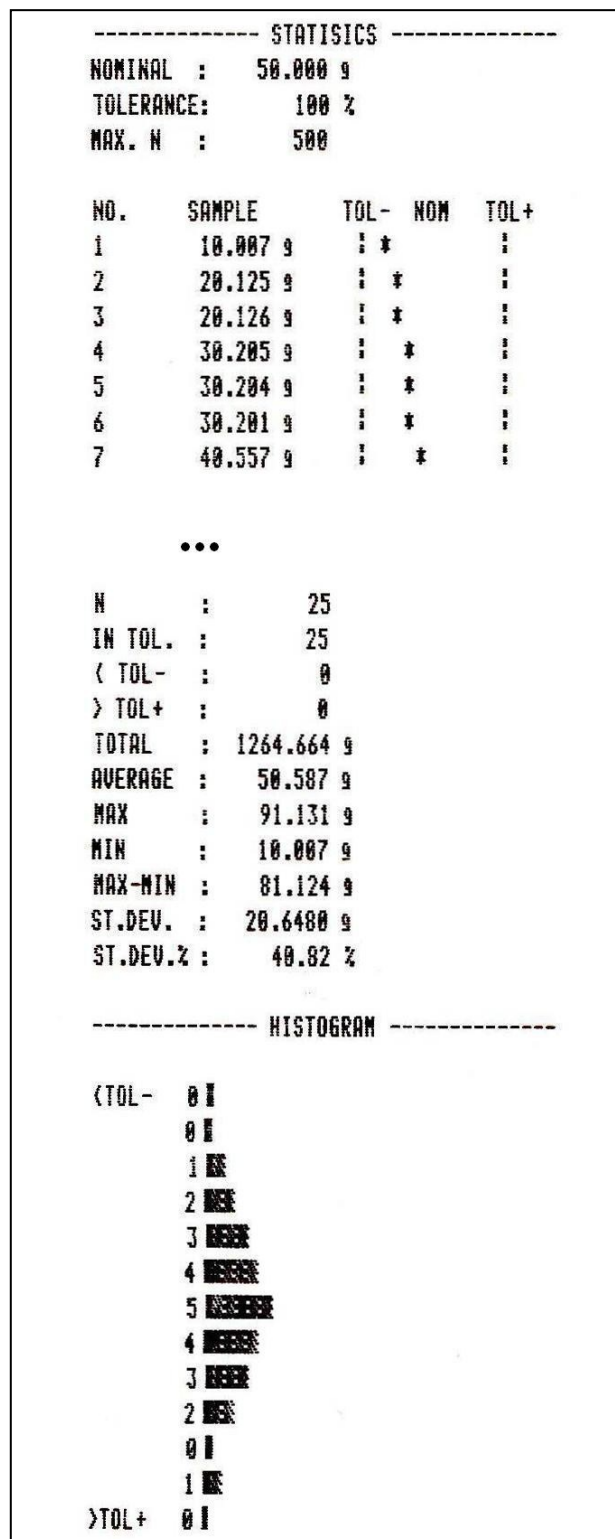 -------------- STATISICS --------------
NOMINAL : 50.000 g
TOLERANCE: 100 %
MAX. N : 500
NO. SAMPLE TOL- NOM TOL+
1 10.007 g ¦ * ¦
2 20.125 g ¦ * ¦
3 20.126 g ¦ * ¦
4 30.205 g ¦ * ¦
5 30.204 g ¦ * ¦
6 30.201 g ¦ * ¦
7 40.557 g ¦ * ¦
•••
N : 25
IN TOL. : 25
< TOL- : 0
> TOL+ : 0
TOTAL : 1264.664 g
AVERAGE : 50.587 g
MAX : 91.131 g
MIN : 10.007 g
MAX-MIN : 81.124 g
ST.DEV. : 20.6480 g
ST.DEV.% : 40.82 %
-------------- HISTOGRAM --------------
<TOL- 0
0
1
2
3
4
5
4
3
2
0
1
>TOL+ 0